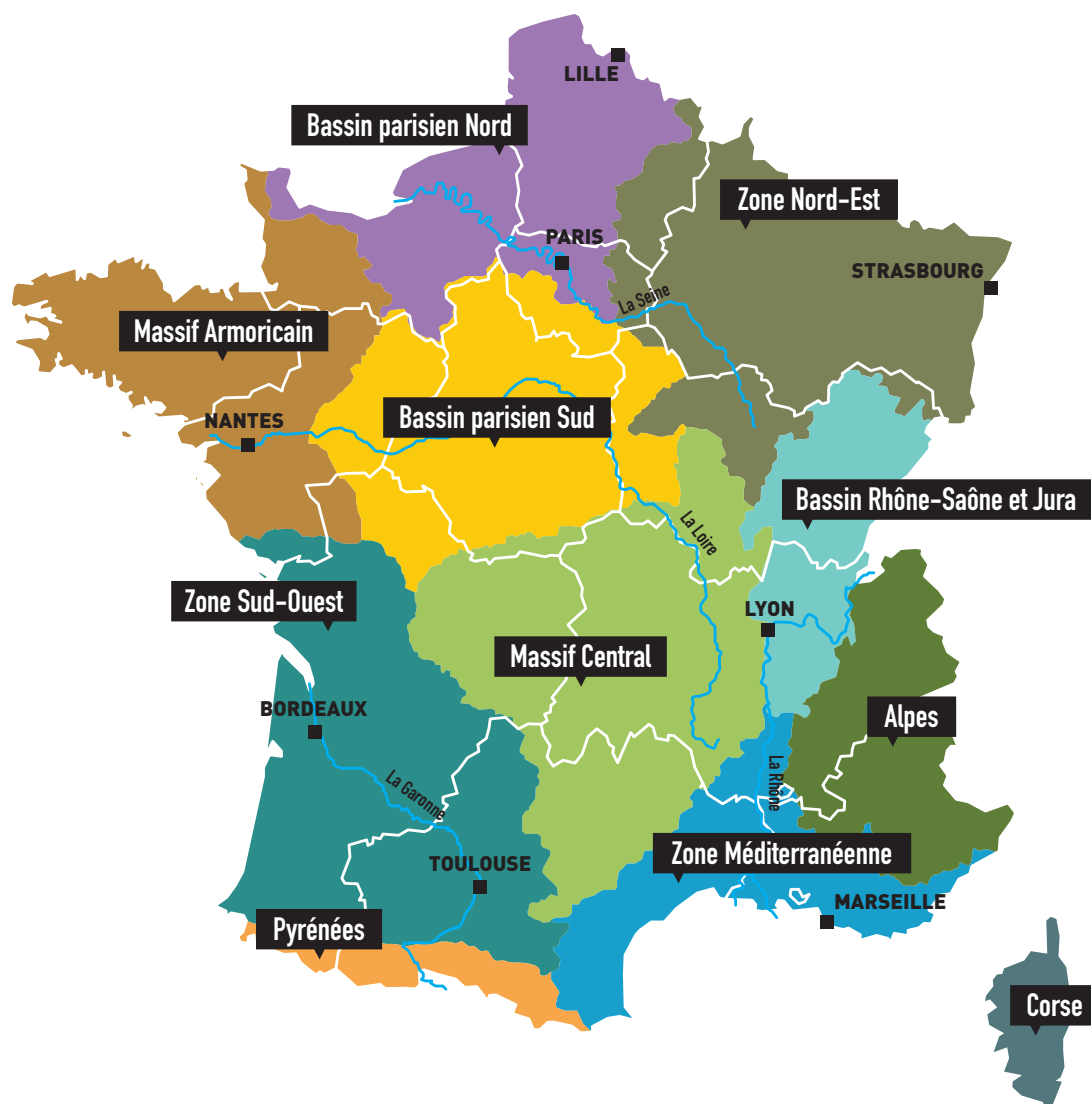 LILLE
Bassin parisien Nord
Zone Nord-Est
PARIS
STRASBOURG
La Seine
Massif Armoricain
Bassin parisien Sud
NANTES
Bassin Rhône-Saône et Jura
La Loire
Zone Sud-Ouest
LYON
Massif Central
BORDEAUX
Alpes
La Rhône
La Garonne
Zone Méditerranéenne
TOULOUSE
MARSEILLE
Pyrénées
Corse